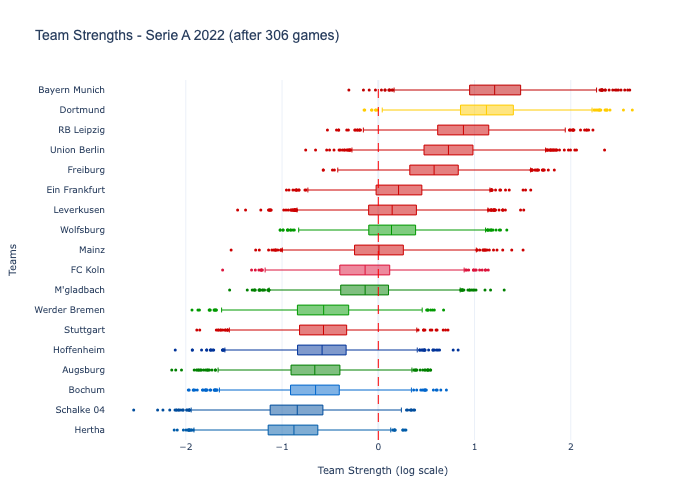 Team Strengths - Serie A 2022 (after 306 games)
Bayern Munich
Dortmund
RB Leipzig
Union Berlin
Freiburg
Ein Frankfurt
Leverkusen
Wolfsburg
Mainz
FC Koln
M'gladbach
Werder Bremen
Stuttgart
Hoffenheim
Augsburg
Bochum
Schalke 04
Hertha
Teams
−2 −1 0 1 2
Team Strength (log scale)